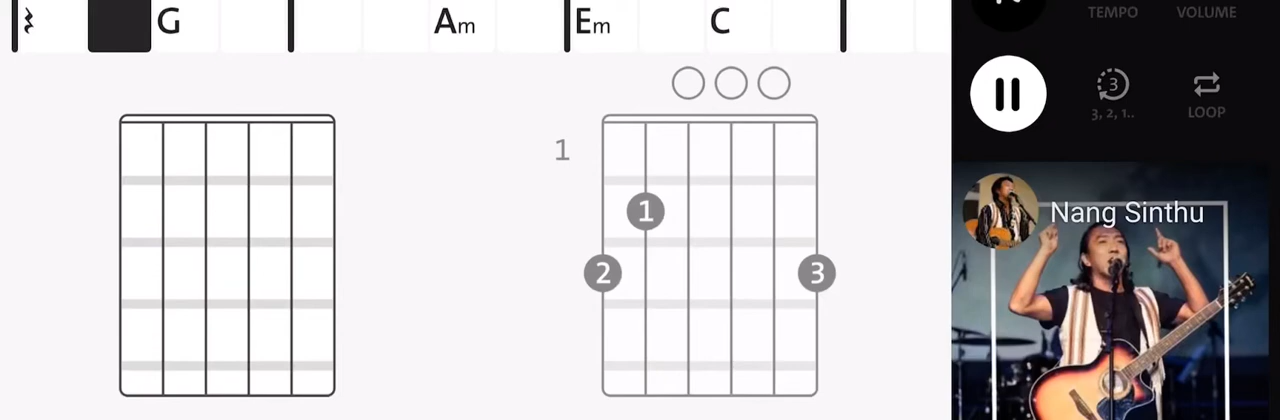 G Am Em C
TEMPO VOLUME
1
3
3, 2, 1..
LOOP
1
2 3
Nang Sinthu